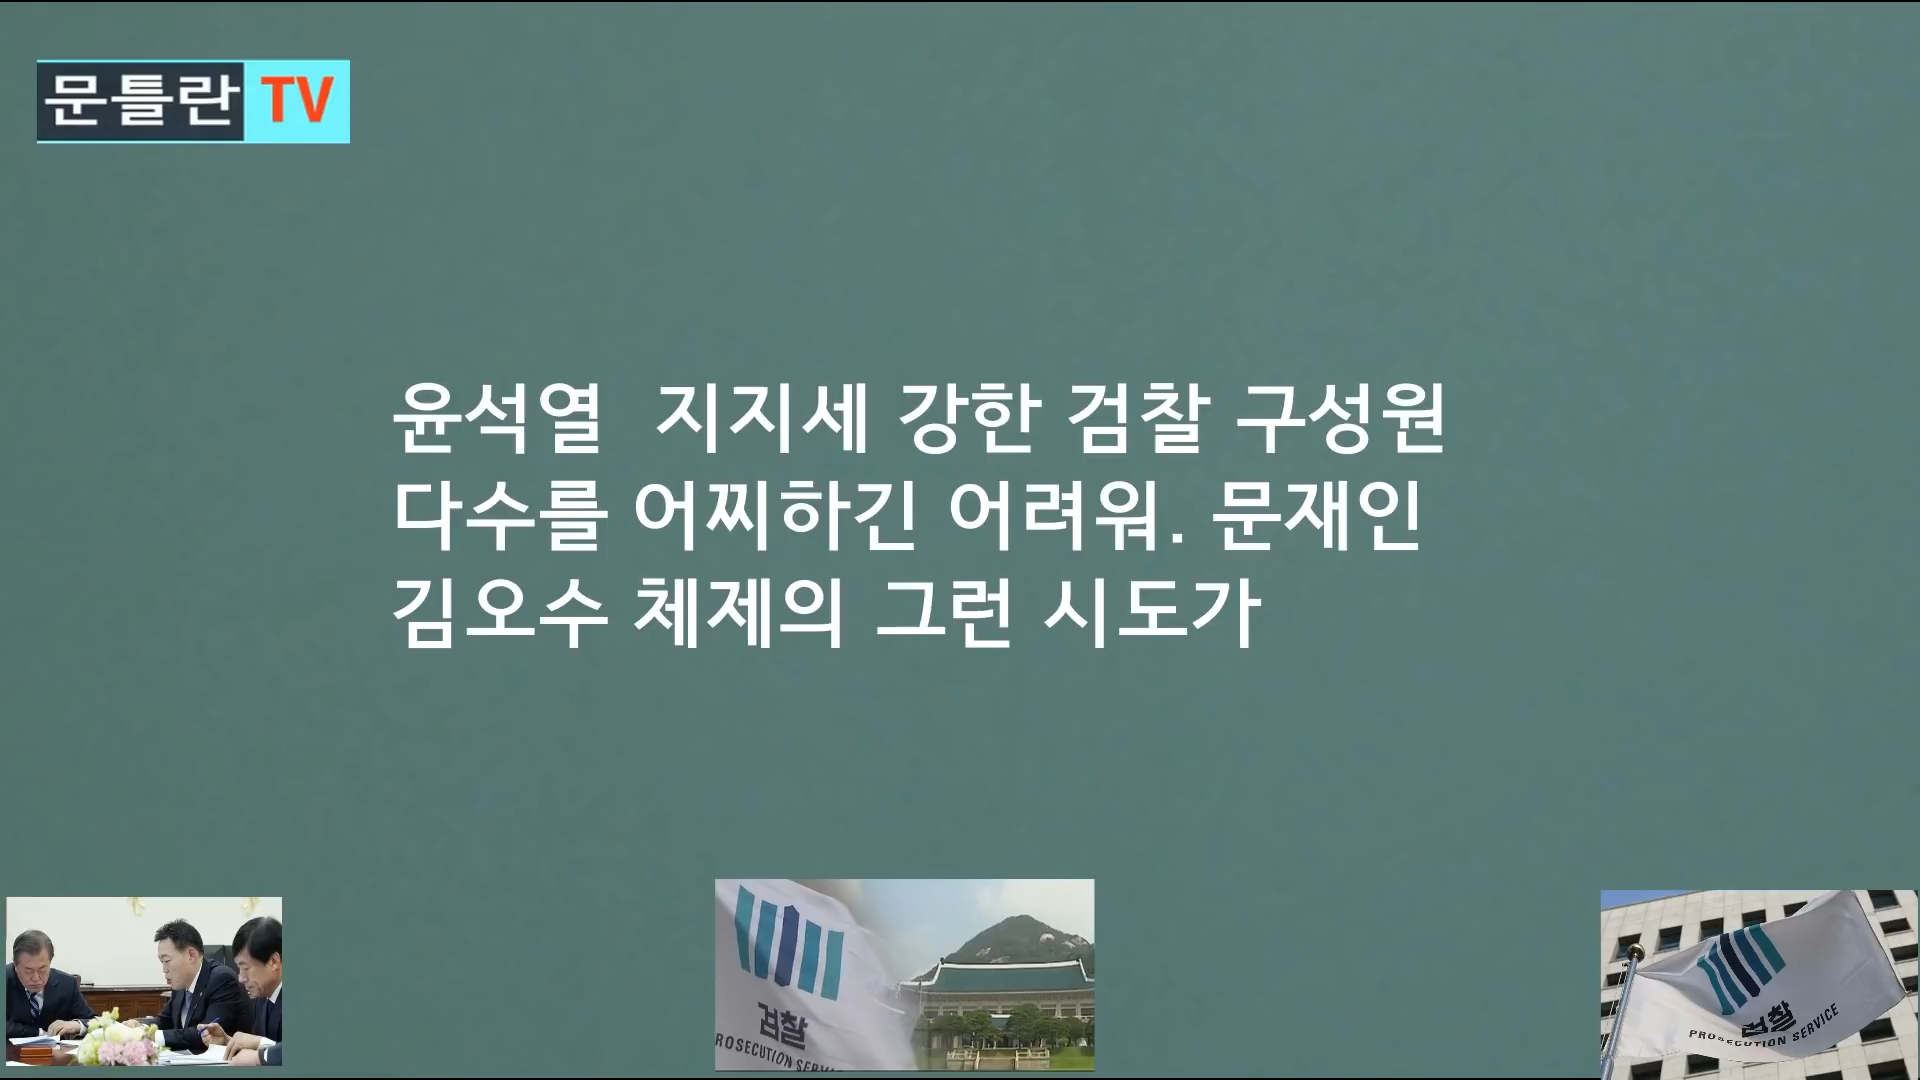 문틀란 TV
윤석열 지지세 강한 검찰 구성원
다수를 어찌하긴 어려워. 문재인
김오수 체제의 그런 시도가
검찰
ROSECUTION SERVIC
검찰
PROSECUTION SERVICE